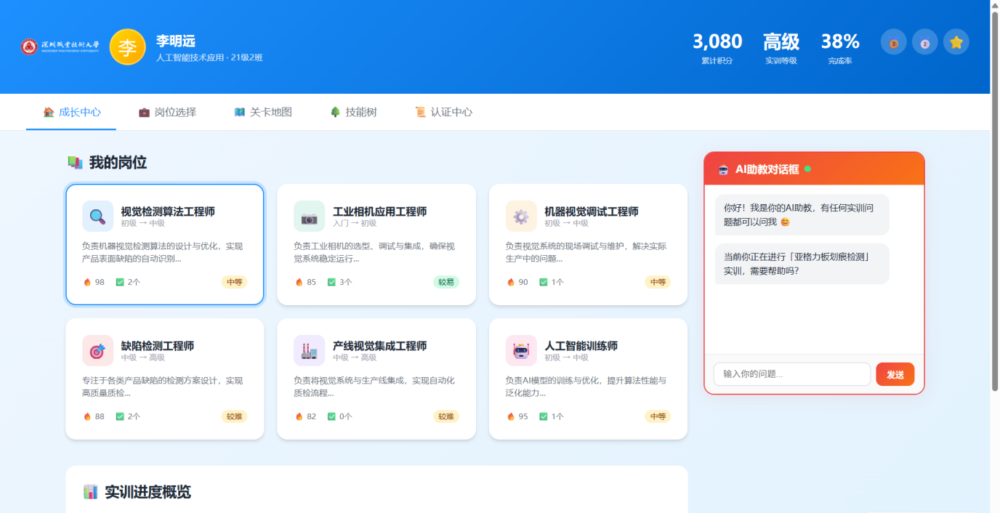 深圳职业技术大学
SHENZHEN POLYTECHNIC UNIVERSITY
李
李明远
人工智能技术应用 · 21级2班
3,080
累计积分
高级
实训等级
38%
完成率
3
2
成长中心
岗位选择
关卡地图
技能树
认证中心
我的岗位
视觉检测算法工程师
初级 → 中级
负责机器视觉检测算法的设计与优化，实现
产品表面缺陷的自动识别...
98
2个
中等
工业相机应用工程师
入门 → 初级
负责工业相机的选型、调试与集成，确保视
觉系统稳定运行...
85
3个
较易
机器视觉调试工程师
初级 → 中级
负责视觉系统的现场调试与维护，解决实际
生产中的问题...
90
1个
中等
缺陷检测工程师
中级 → 高级
专注于各类产品缺陷的检测方案设计，实现
高质量质检...
88
2个
较难
产线视觉集成工程师
中级 → 高级
负责将视觉系统与生产线集成，实现自动化
质检流程...
82
0个
较难
人工智能训练师
初级 → 中级
负责AI模型的训练与优化，提升算法性能与
泛化能力...
95
1个
中等
实训进度概览
AI助教对话框
你好！我是你的AI助教，有任何实训问
题都可以问我 😊
当前你正在进行「亚格力板划痕检测」
实训，需要帮助吗？
输入你的问题...
发送